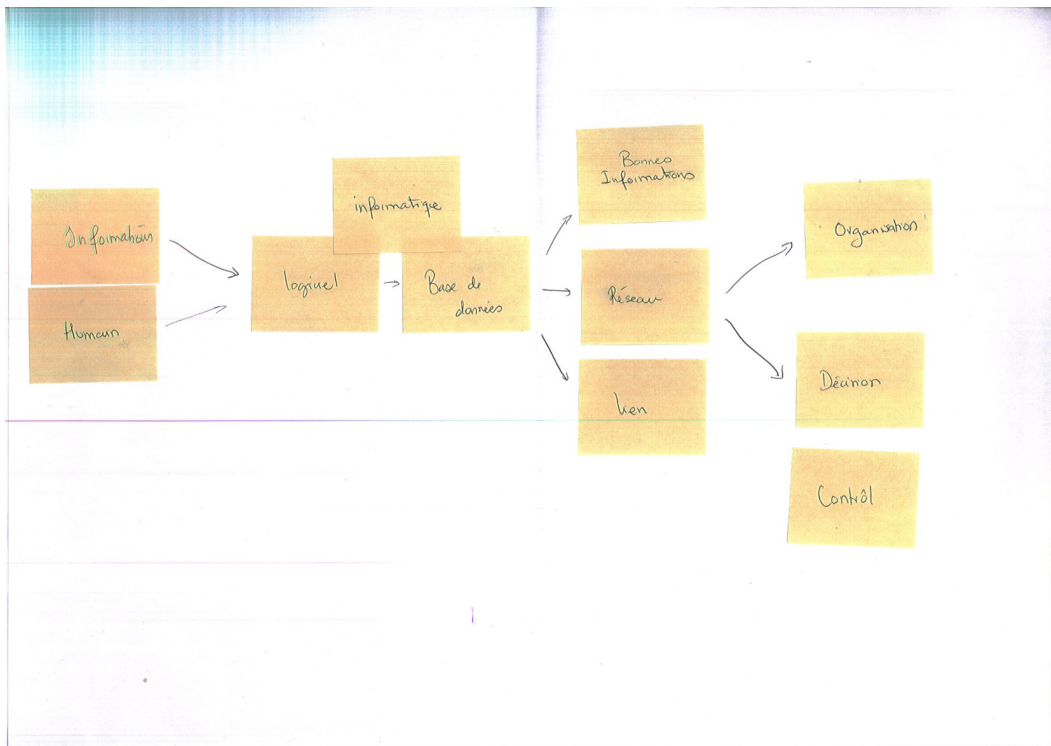 Informations
Humain
informatique
logiciel
Base de
données
Bonnes
Informations
Réseau
lien
Organisation
Décision
Contrôl